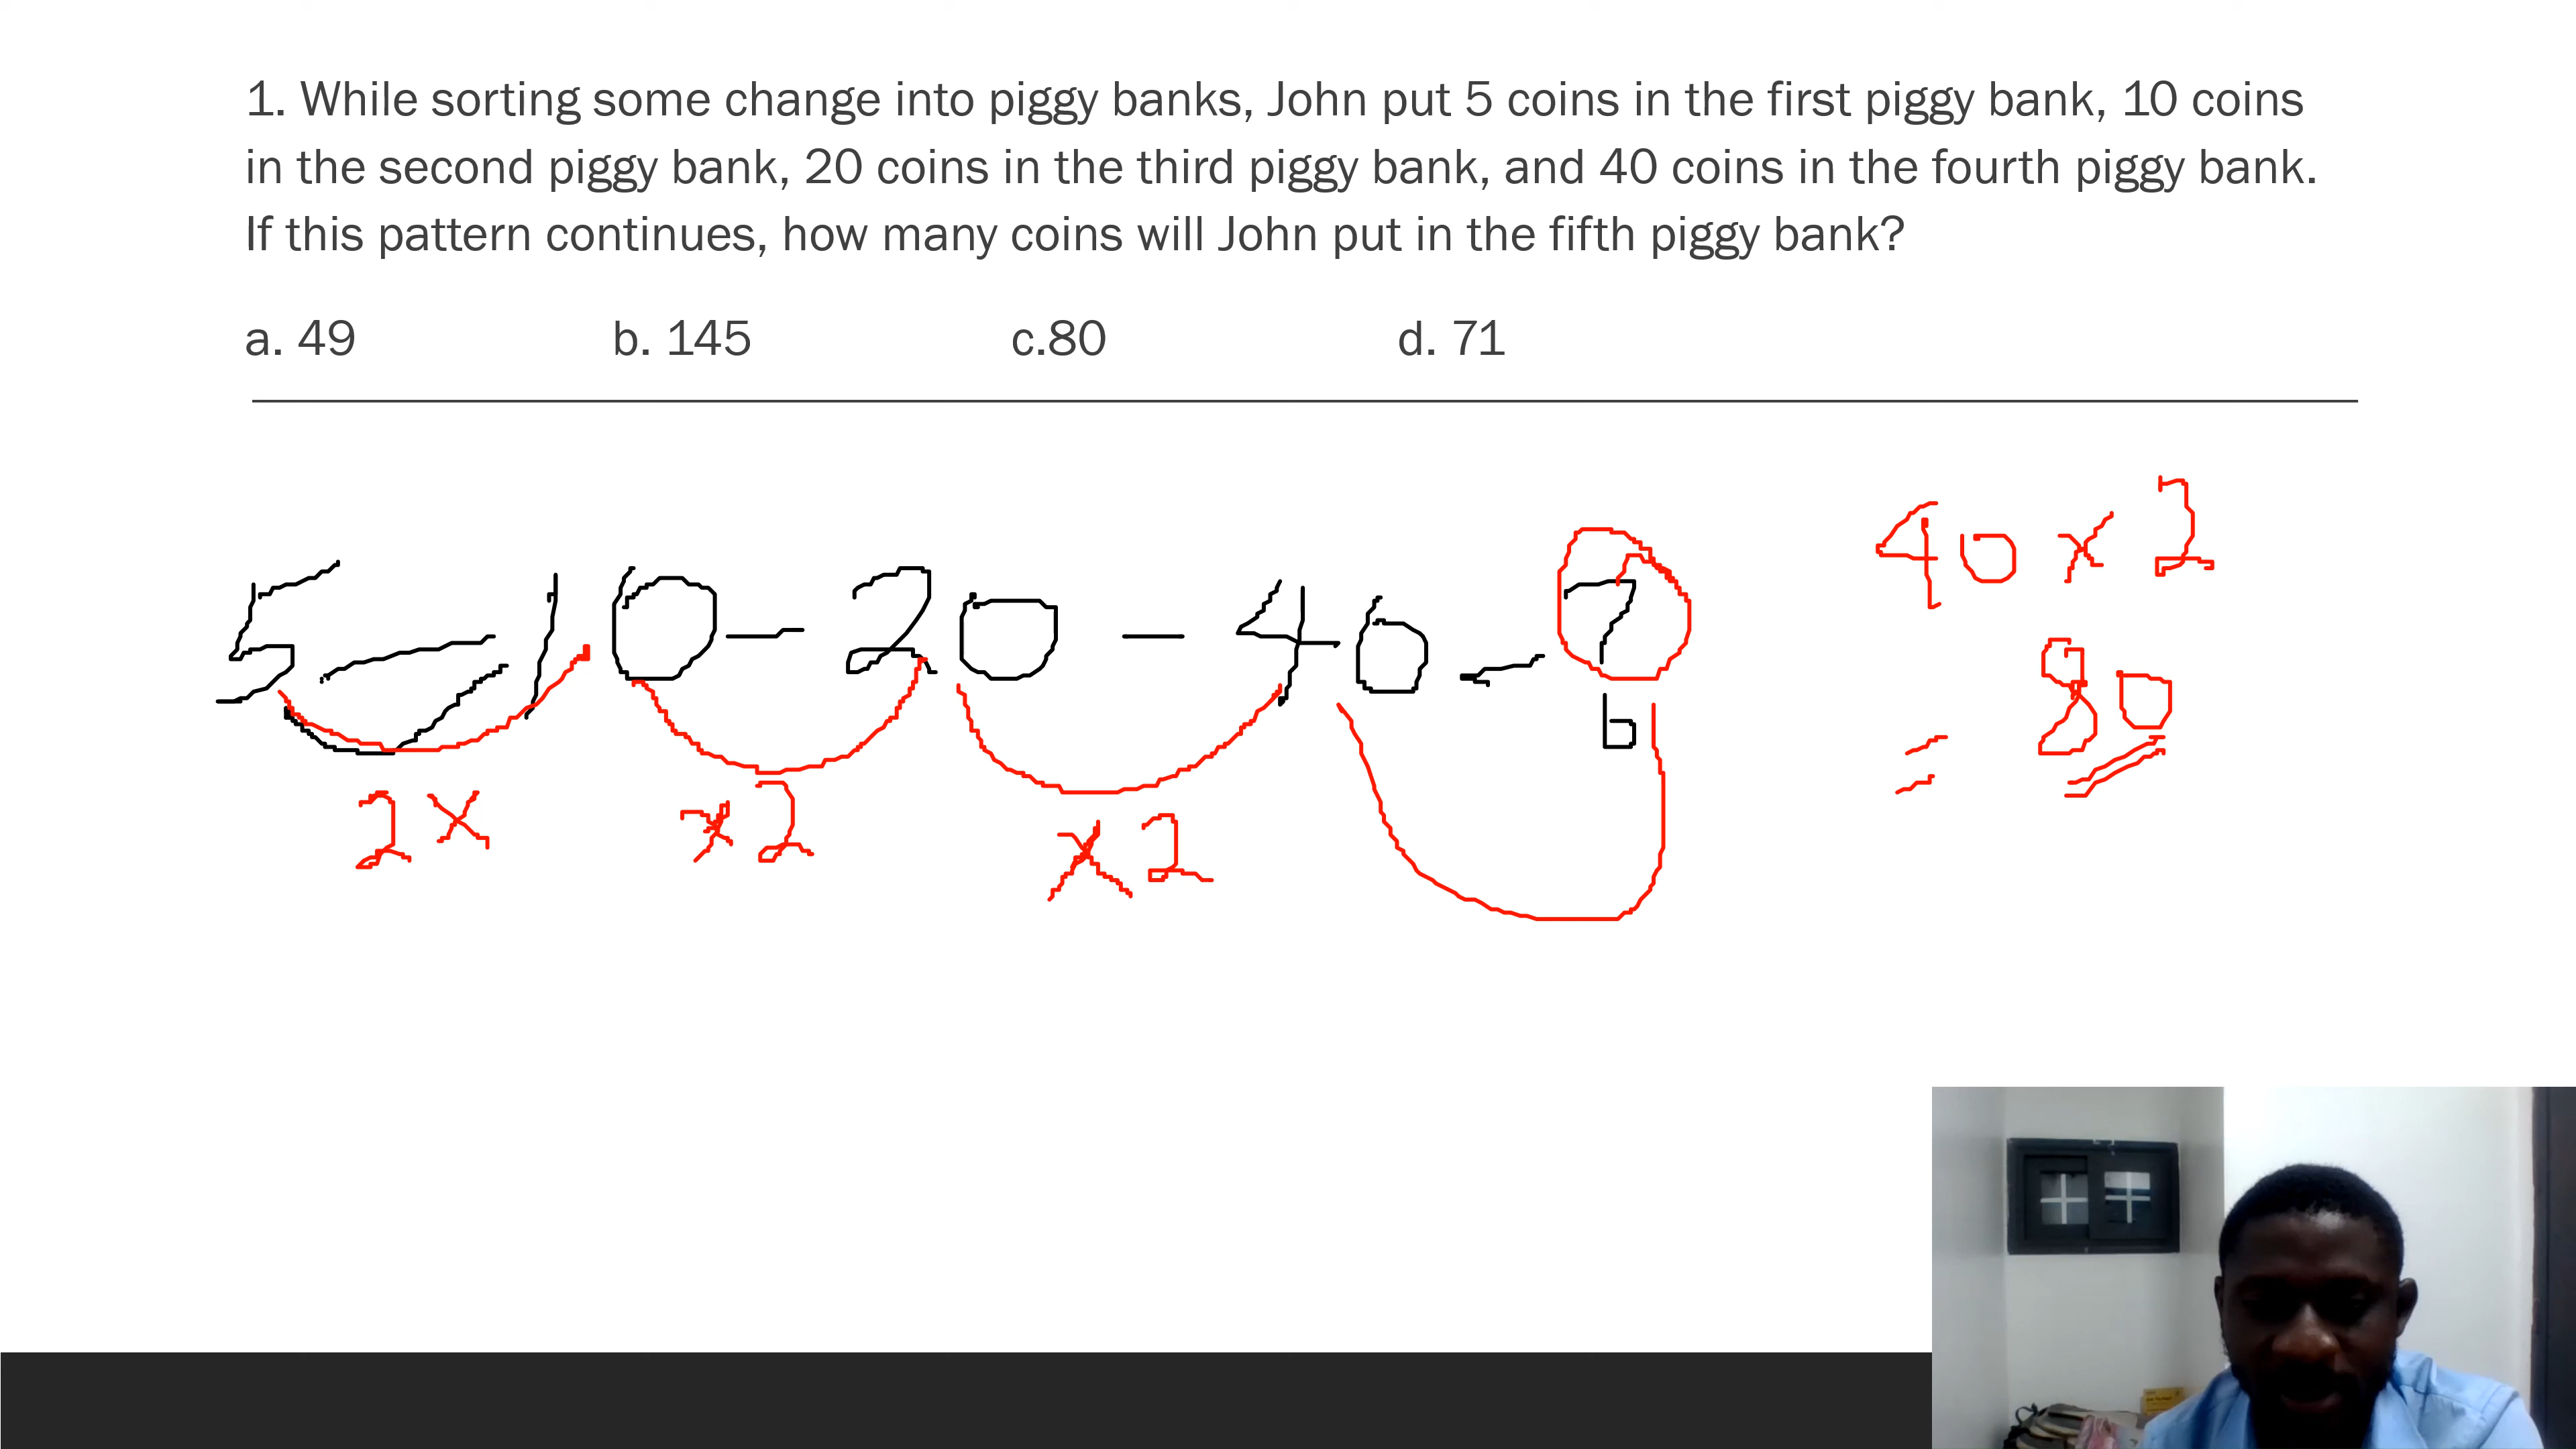 1. While sorting some change into piggy banks, John put 5 coins in the first piggy bank, 10 coins
in the second piggy bank, 20 coins in the third piggy bank, and 40 coins in the fourth piggy bank.
If this pattern continues, how many coins will John put in the fifth piggy bank?
a. 49 b. 145 c.80 d. 71
5 – 10 – 20 – 40 – ?
2x x2 x2
40 x 2
= 80